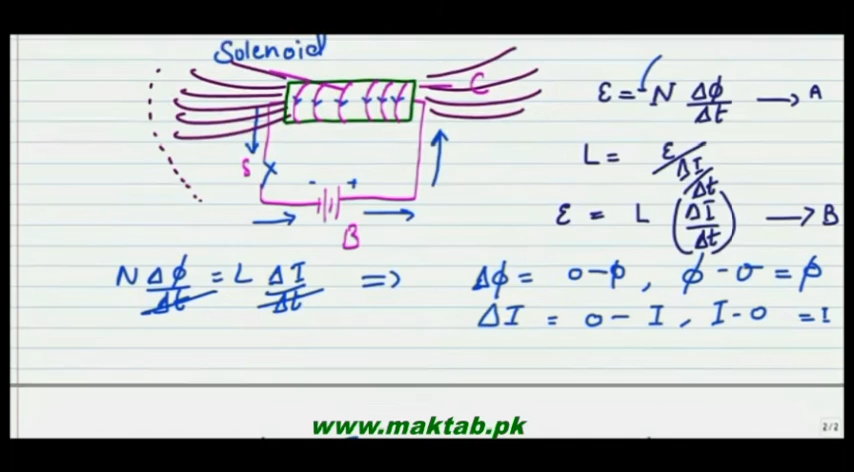 Solenoid
C
ε = - N Δϕ/Δt → A
L = ε/ΔI/Δt
S
- +
B
ε = L (ΔI/Δt) → B
N Δϕ/Δt = L ΔI/Δt ⇒ Δϕ = 0-ϕ , ϕ - 0 = ϕ
ΔI = 0 - I , I - 0 = I
www.maktab.pk
2/2